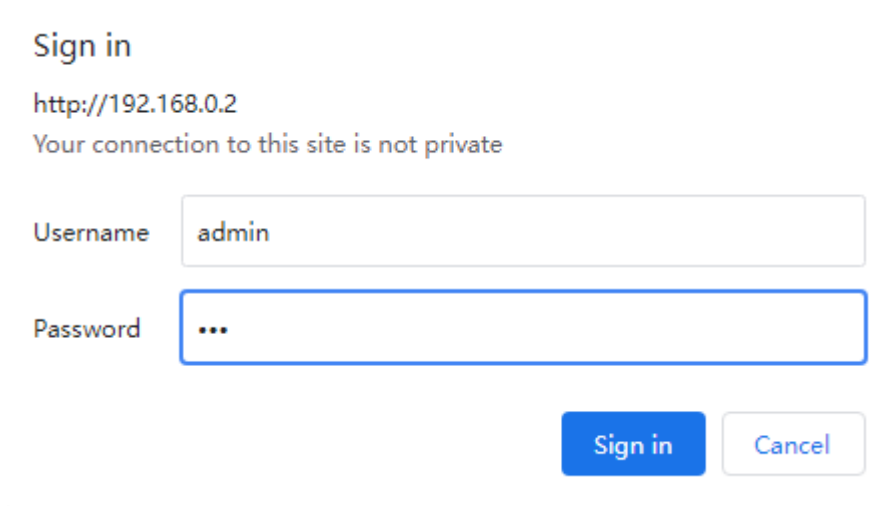 Sign in
http://192.168.0.2
Your connection to this site is not private
Username admin
Password •••
Sign in Cancel